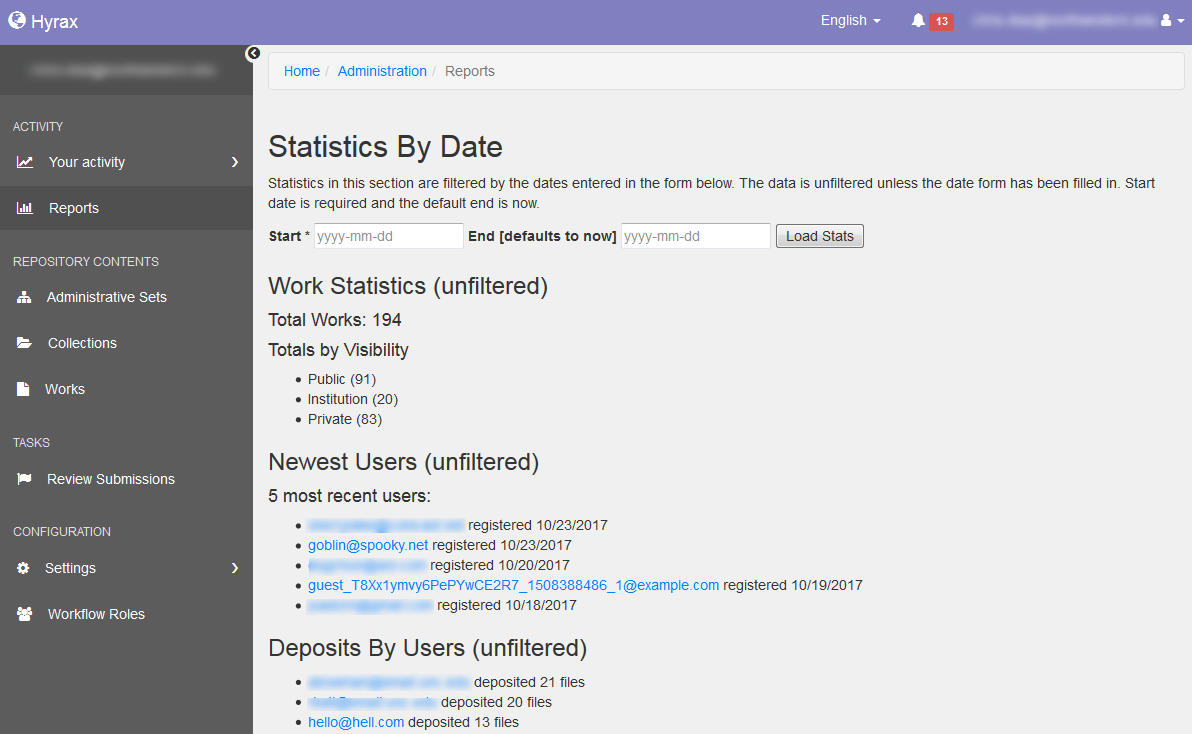 Hyrax
English
13
Home / Administration / Reports
ACTIVITY
Your activity
Reports
REPOSITORY CONTENTS
Administrative Sets
Collections
Works
TASKS
Review Submissions
CONFIGURATION
Settings
Workflow Roles
Statistics By Date
Statistics in this section are filtered by the dates entered in the form below. The data is unfiltered unless the date form has been filled in. Start
date is required and the default end is now.
Start * yyyy-mm-dd End [defaults to now] yyyy-mm-dd Load Stats
Work Statistics (unfiltered)
Total Works: 194
Totals by Visibility
Public (91)
Institution (20)
Private (83)
Newest Users (unfiltered)
5 most recent users:
registered 10/23/2017
goblin@spooky.net registered 10/23/2017
registered 10/20/2017
guest_T8Xx1ymvy6PePYwCE2R7_1508388486_1@example.com registered 10/19/2017
registered 10/18/2017
Deposits By Users (unfiltered)
deposited 21 files
deposited 20 files
hello@hell.com deposited 13 files